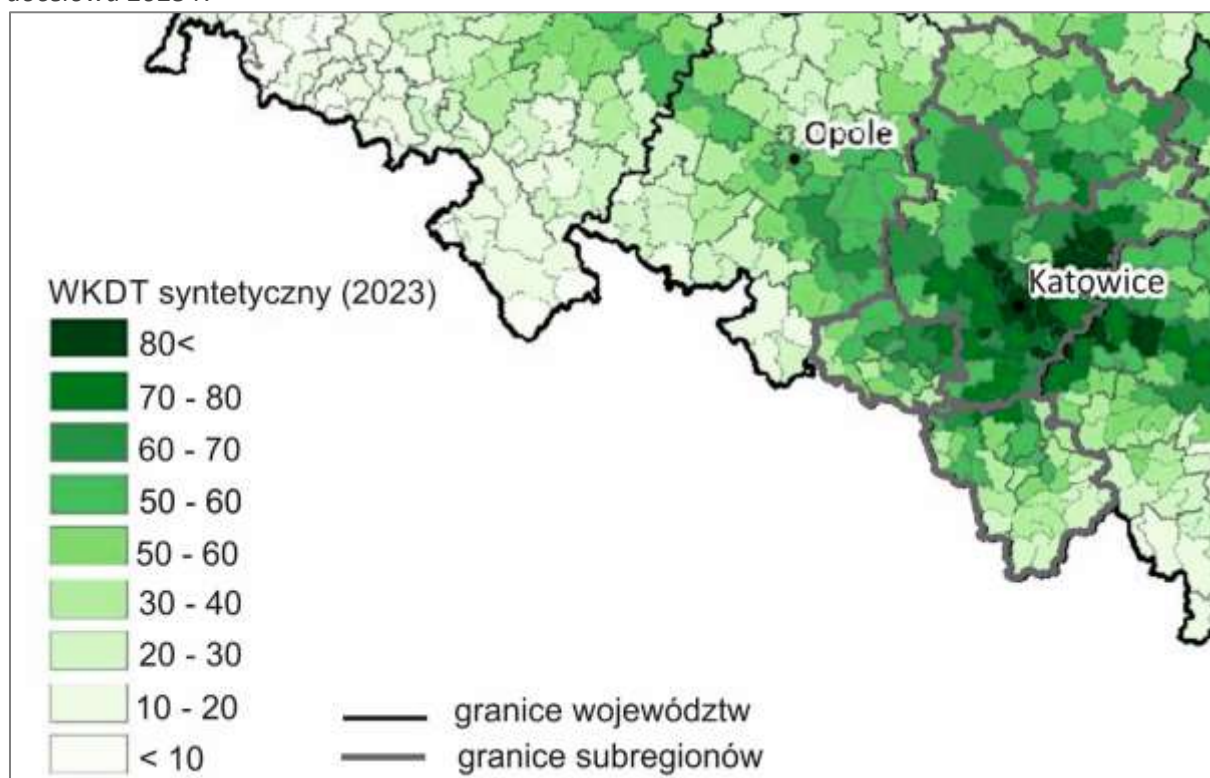 Opole
Katowice
WKDT syntetyczny (2023)
80<
70 - 80
60 - 70
50 - 60
50 - 60
30 - 40
20 - 30
10 - 20
< 10
granice województw
granice subregionów